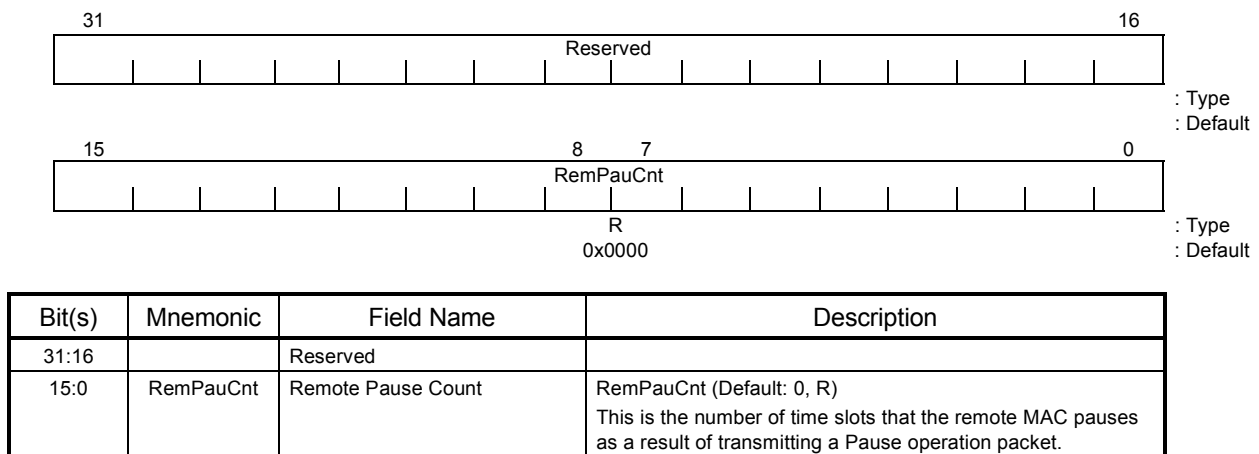 31 16
Reserved
: Type
: Default
15 8 7 0
RemPauCnt
R : Type
0x0000 : Default
Bit(s) Mnemonic Field Name Description
31:16 Reserved
15:0 RemPauCnt Remote Pause Count RemPauCnt (Default: 0, R)
This is the number of time slots that the remote MAC pauses
as a result of transmitting a Pause operation packet.